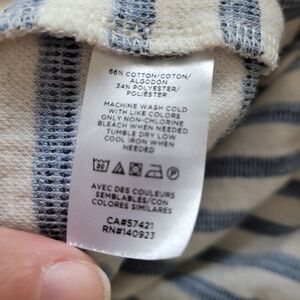 66% COTTON/COTON/
ALGODON
34% POLYESTER/
POLIÉSTER
MACHINE WASH COLD
WITH LIKE COLORS
ONLY NON-CHLORINE
BLEACH WHEN NEEDED
TUMBLE DRY LOW
COOL IRON WHEN
NEEDED
AVEC DES COULEURS
SEMBLABLES/CON
COLORES SIMILARES
CA#57421
RN#140923